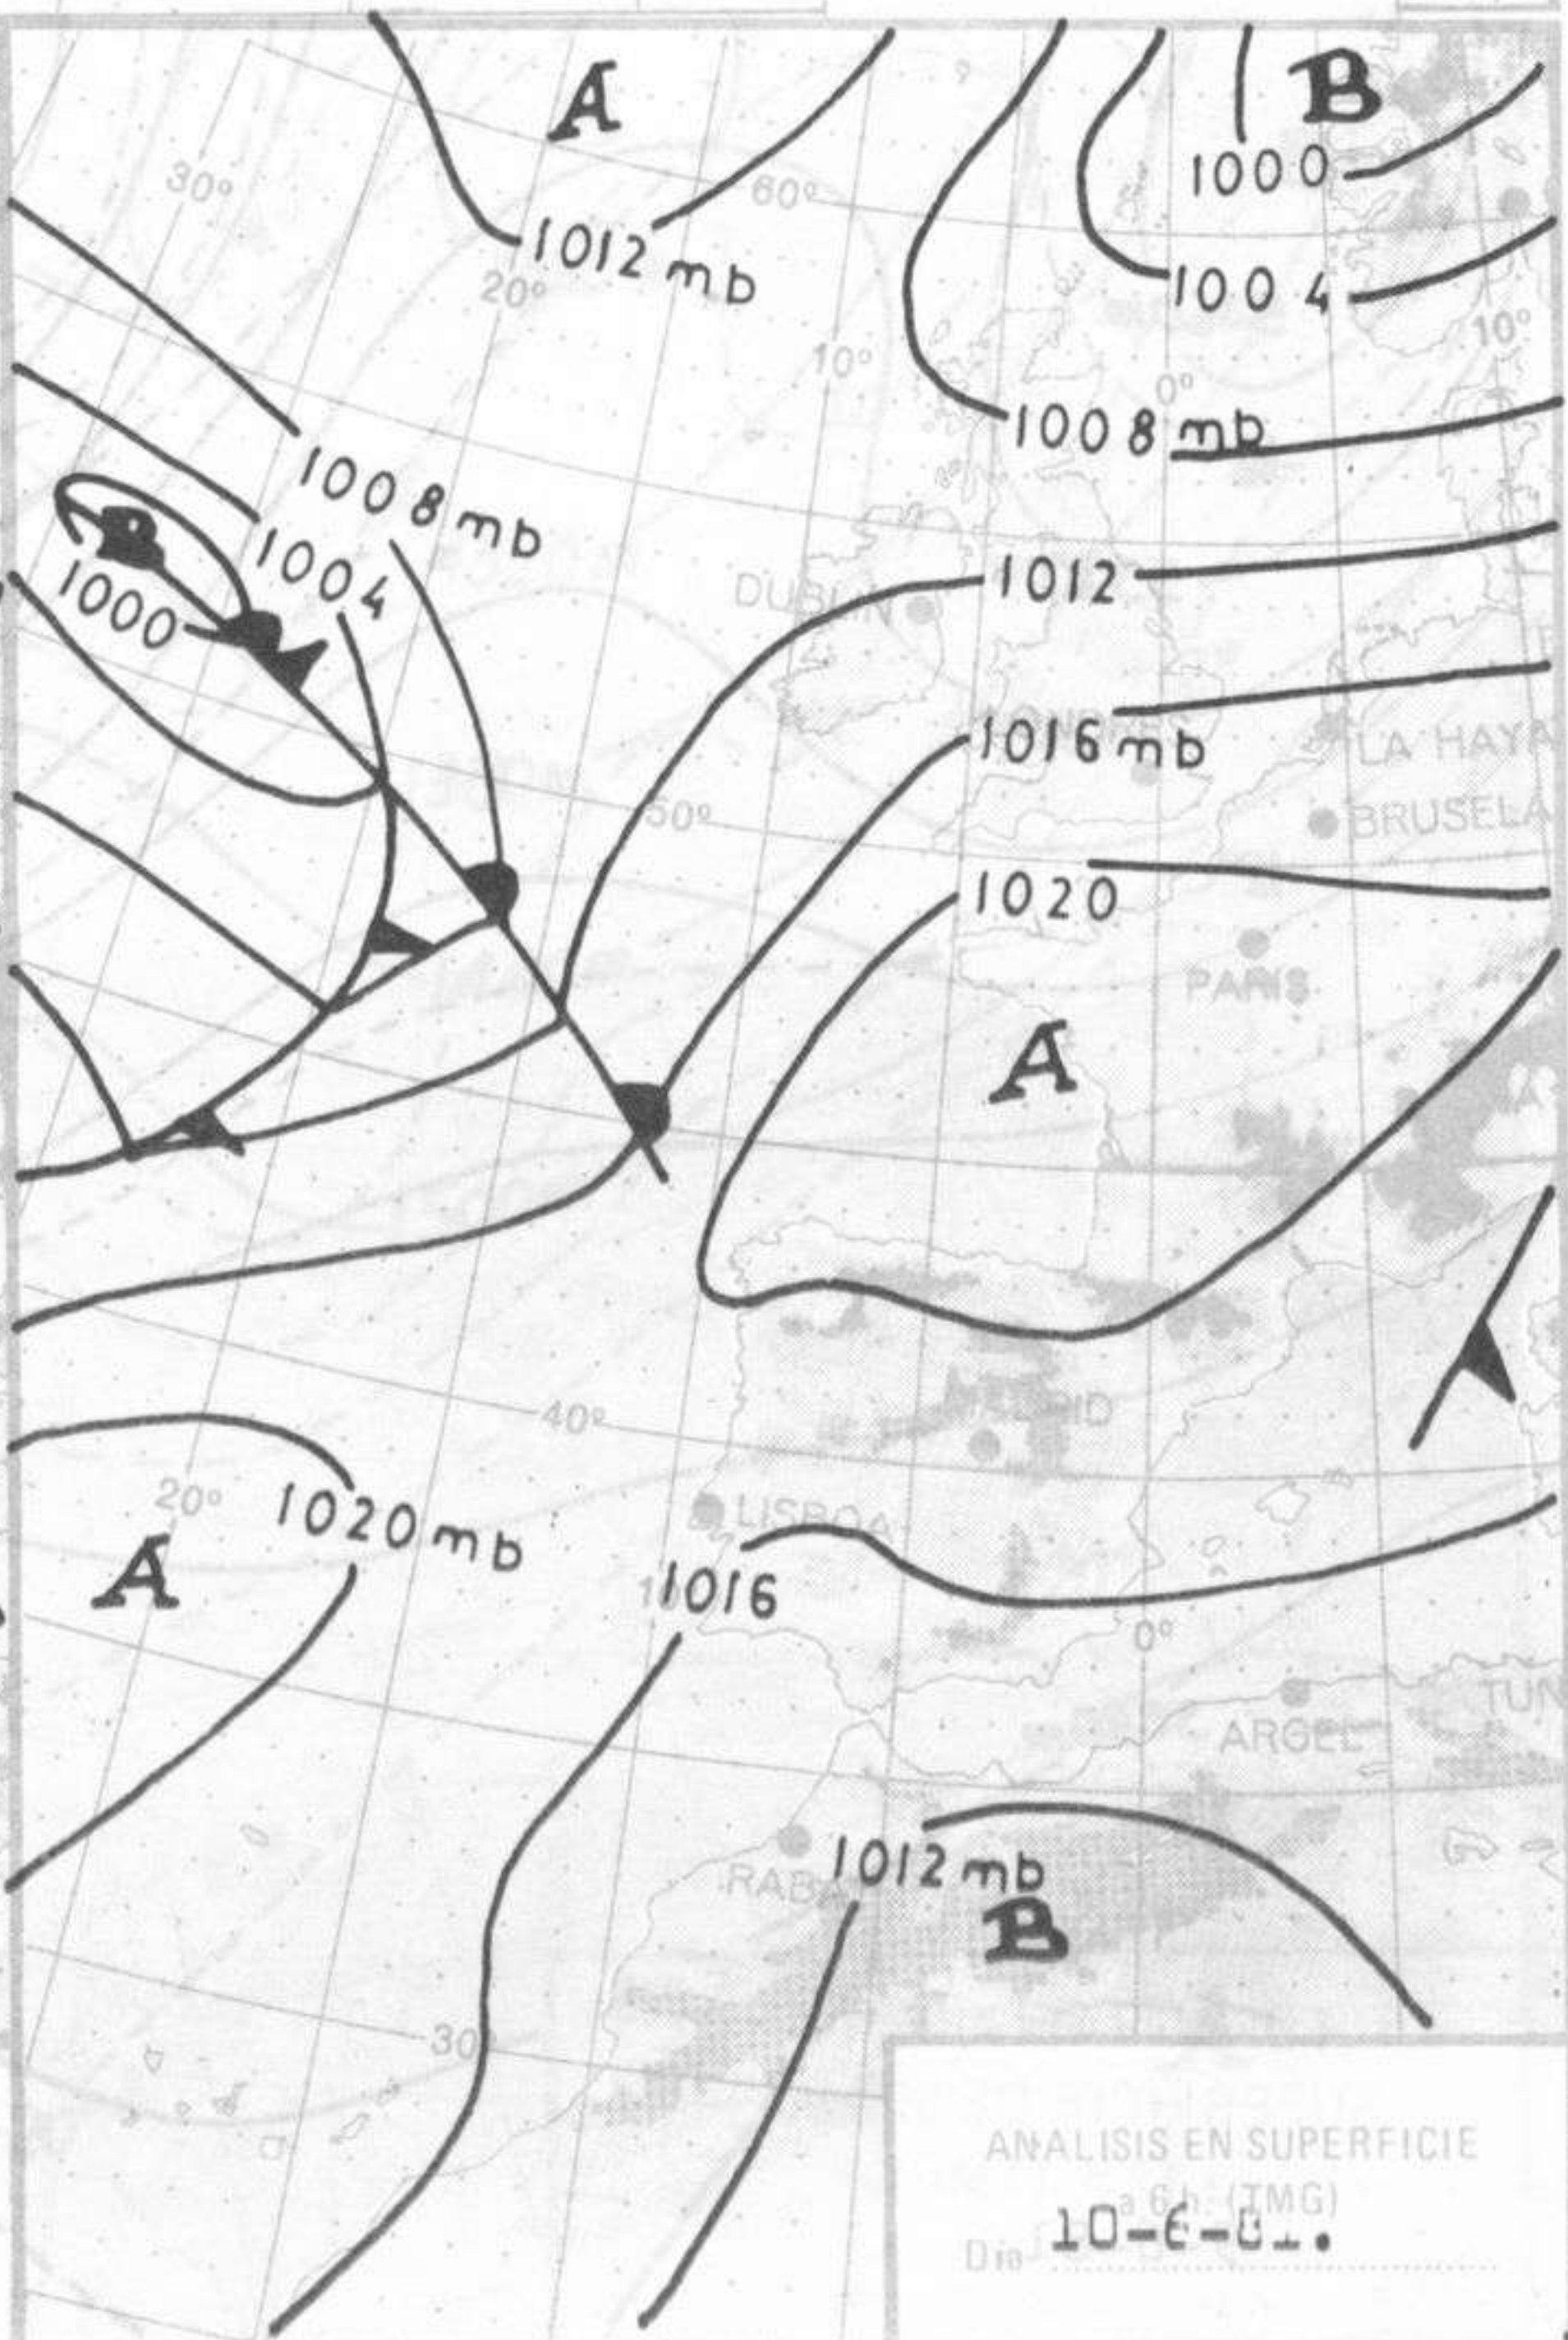 A
B
1000
30°
60°
1012 mb
20°
1004
10°
10°
0°
1008 mb
1008 mb
B
1004
1012
DUBLIN
1000
1016 mb
LA HAYA
50°
BRUSELA
1020
PARIS
A
40°
MADRID
20°
1020 mb
LISBOA
A
1016
0°
TUN
ARGEL
1012 mb
RABA
B
30°
ANALISIS EN SUPERFICIE
a 6 h. (TMG)
Dia